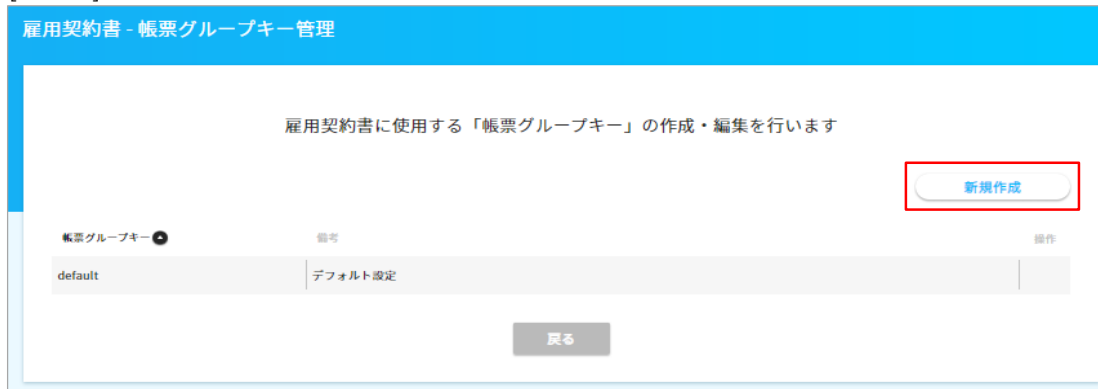 雇用契約書 - 帳票グループキー管理
雇用契約書に使用する「帳票グループキー」の作成・編集を行います
新規作成
帳票グループキー 備考 操作
default デフォルト設定
戻る